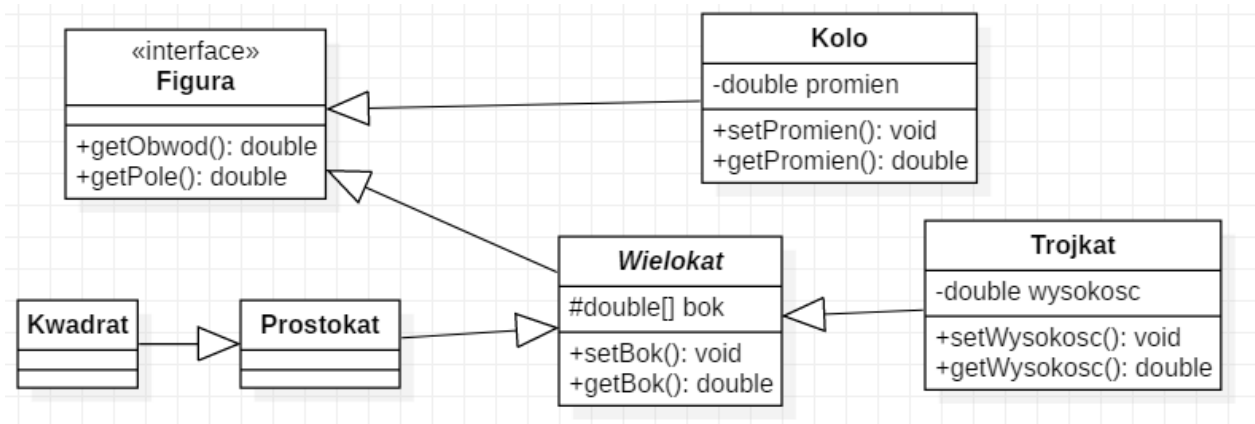 «interface»
Figura
+getObwod(): double
+getPole(): double
Kolo
-double promien
+setPromien(): void
+getPromien(): double
Wielokat
#double[] bok
+setBok(): void
+getBok(): double
Trojkat
-double wysokosc
+setWysokosc(): void
+getWysokosc(): double
Kwadrat
Prostokat